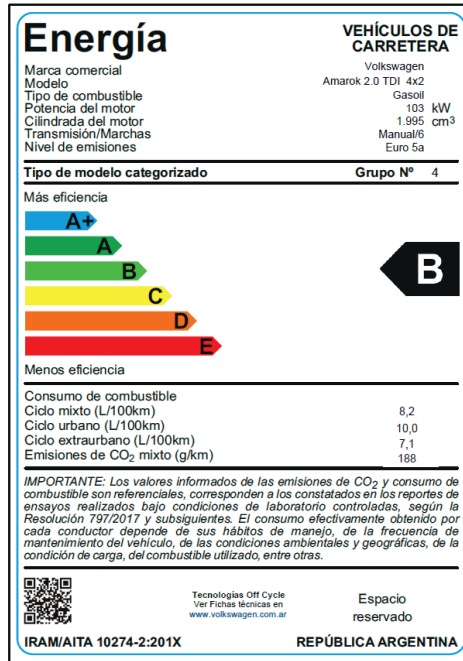 Energía
VEHÍCULOS DE
CARRETERA
Marca comercial Volkswagen
Modelo Amarok 2.0 TDI 4x2
Tipo de combustible Gasoil
Potencia del motor 103 kW
Cilindrada del motor 1.995 cm³
Transmisión/Marchas Manual/6
Nivel de emisiones Euro 5a
Tipo de modelo categorizado Grupo Nº 4
Más eficiencia
A+
A
B
B
C
D
E
Menos eficiencia
Consumo de combustible
Ciclo mixto (L/100km) 8,2
Ciclo urbano (L/100km) 10,0
Ciclo extraurbano (L/100km) 7,1
Emisiones de CO₂ mixto (g/km) 188
IMPORTANTE: Los valores informados de las emisiones de CO₂ y consumo de
combustible son referenciales, corresponden a los constatados en los reportes de
ensayos realizados bajo condiciones de laboratorio controladas, según la
Resolución 797/2017 y subsiguientes. El consumo efectivamente obtenido por
cada conductor depende de sus hábitos de manejo, de la frecuencia de
mantenimiento del vehículo, de las condiciones ambientales y geográficas, de la
condición de carga, del combustible utilizado, entre otras.
Tecnologías Off Cycle
Ver Fichas técnicas en
www.volkswagen.com.ar
Espacio
reservado
IRAM/AITA 10274-2:201X REPÚBLICA ARGENTINA